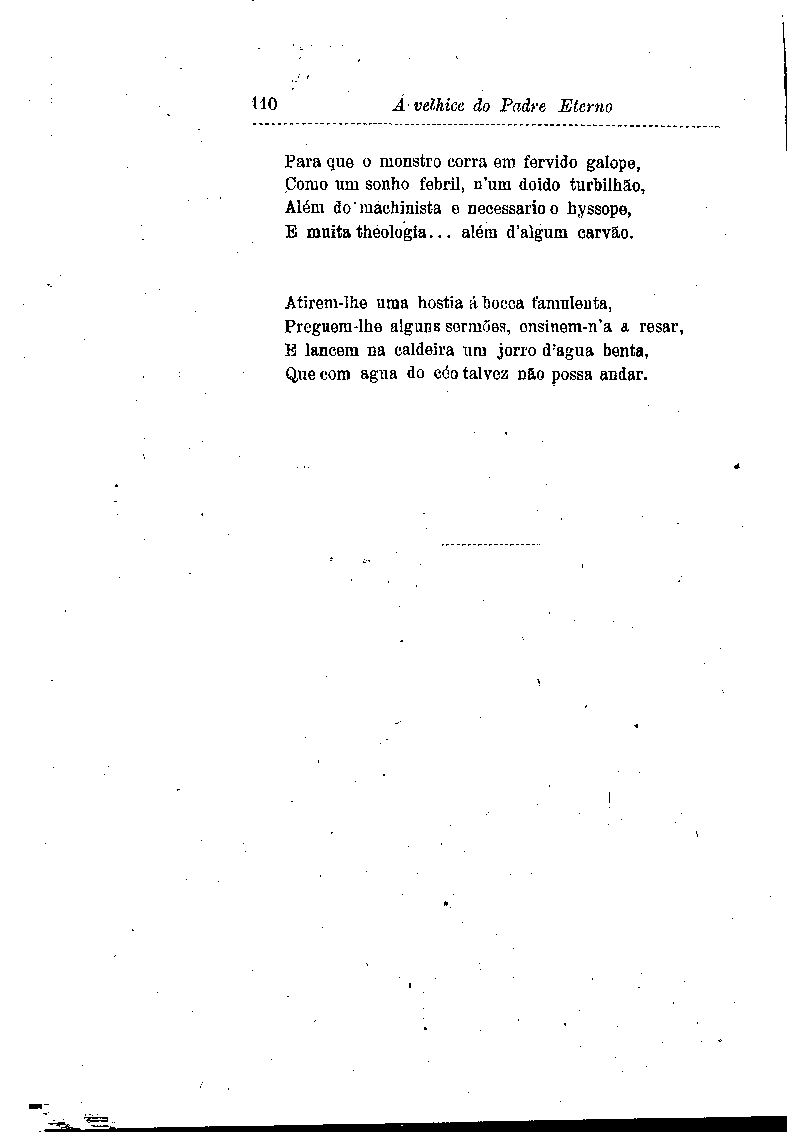 110 A velhice do Padre Eterno
Para que o monstro corra em fervido galope,
Como um sonho febril, n'um doido turbilhão,
Além do machinista e necessario o hyssope,
E muita theologia... além d'algum carvão.
Atirem-lhe uma hostia á bocca famulenta,
Preguem-lhe alguns sermões, ensinem-n'a a resar,
E lancem na caldeira um jorro d'agua benta,
Que com agua do céo talvez não possa andar.